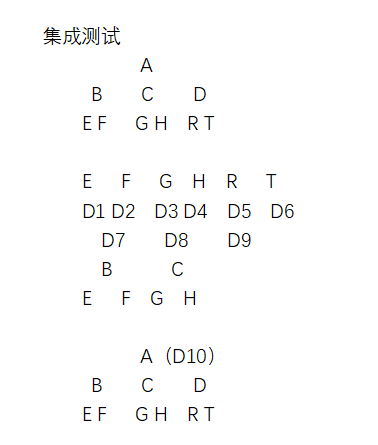 集成测试
A
B C D
E F G H R T
E F G H R T
D1 D2 D3 D4 D5 D6
D7 D8 D9
B C
E F G H
A（D10）
B C D
E F G H R T